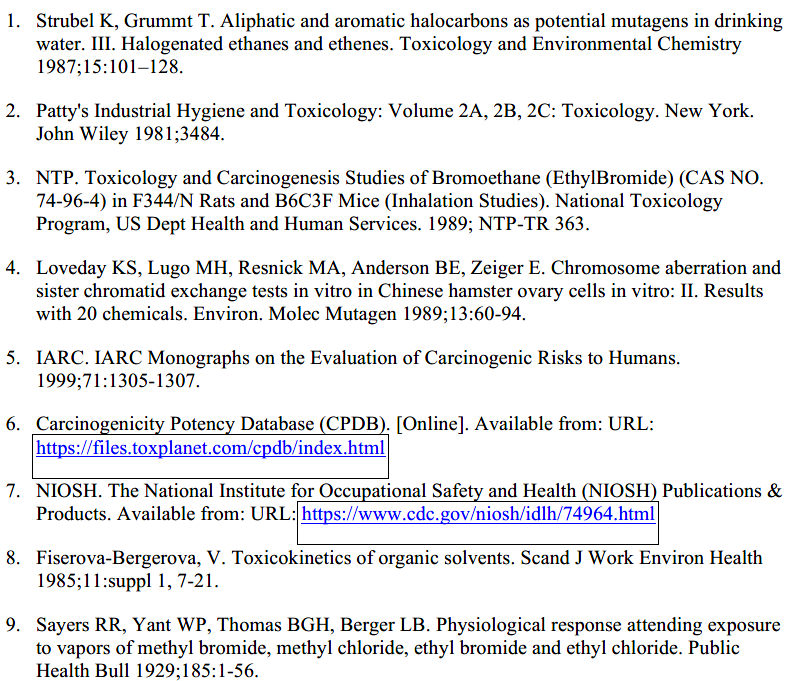 1. Strubel K, Grummt T. Aliphatic and aromatic halocarbons as potential mutagens in drinking
water. III. Halogenated ethanes and ethenes. Toxicology and Environmental Chemistry
1987;15:101–128.
2. Patty's Industrial Hygiene and Toxicology: Volume 2A, 2B, 2C: Toxicology. New York.
John Wiley 1981;3484.
3. NTP. Toxicology and Carcinogenesis Studies of Bromoethane (EthylBromide) (CAS NO.
74-96-4) in F344/N Rats and B6C3F Mice (Inhalation Studies). National Toxicology
Program, US Dept Health and Human Services. 1989; NTP-TR 363.
4. Loveday KS, Lugo MH, Resnick MA, Anderson BE, Zeiger E. Chromosome aberration and
sister chromatid exchange tests in vitro in Chinese hamster ovary cells in vitro: II. Results
with 20 chemicals. Environ. Molec Mutagen 1989;13:60-94.
5. IARC. IARC Monographs on the Evaluation of Carcinogenic Risks to Humans.
1999;71:1305-1307.
6. Carcinogenicity Potency Database (CPDB). [Online]. Available from: URL:
https://files.toxplanet.com/cpdb/index.html
7. NIOSH. The National Institute for Occupational Safety and Health (NIOSH) Publications &
Products. Available from: URL: https://www.cdc.gov/niosh/idlh/74964.html
8. Fiserova-Bergerova, V. Toxicokinetics of organic solvents. Scand J Work Environ Health
1985;11:suppl 1, 7-21.
9. Sayers RR, Yant WP, Thomas BGH, Berger LB. Physiological response attending exposure
to vapors of methyl bromide, methyl chloride, ethyl bromide and ethyl chloride. Public
Health Bull 1929;185:1-56.